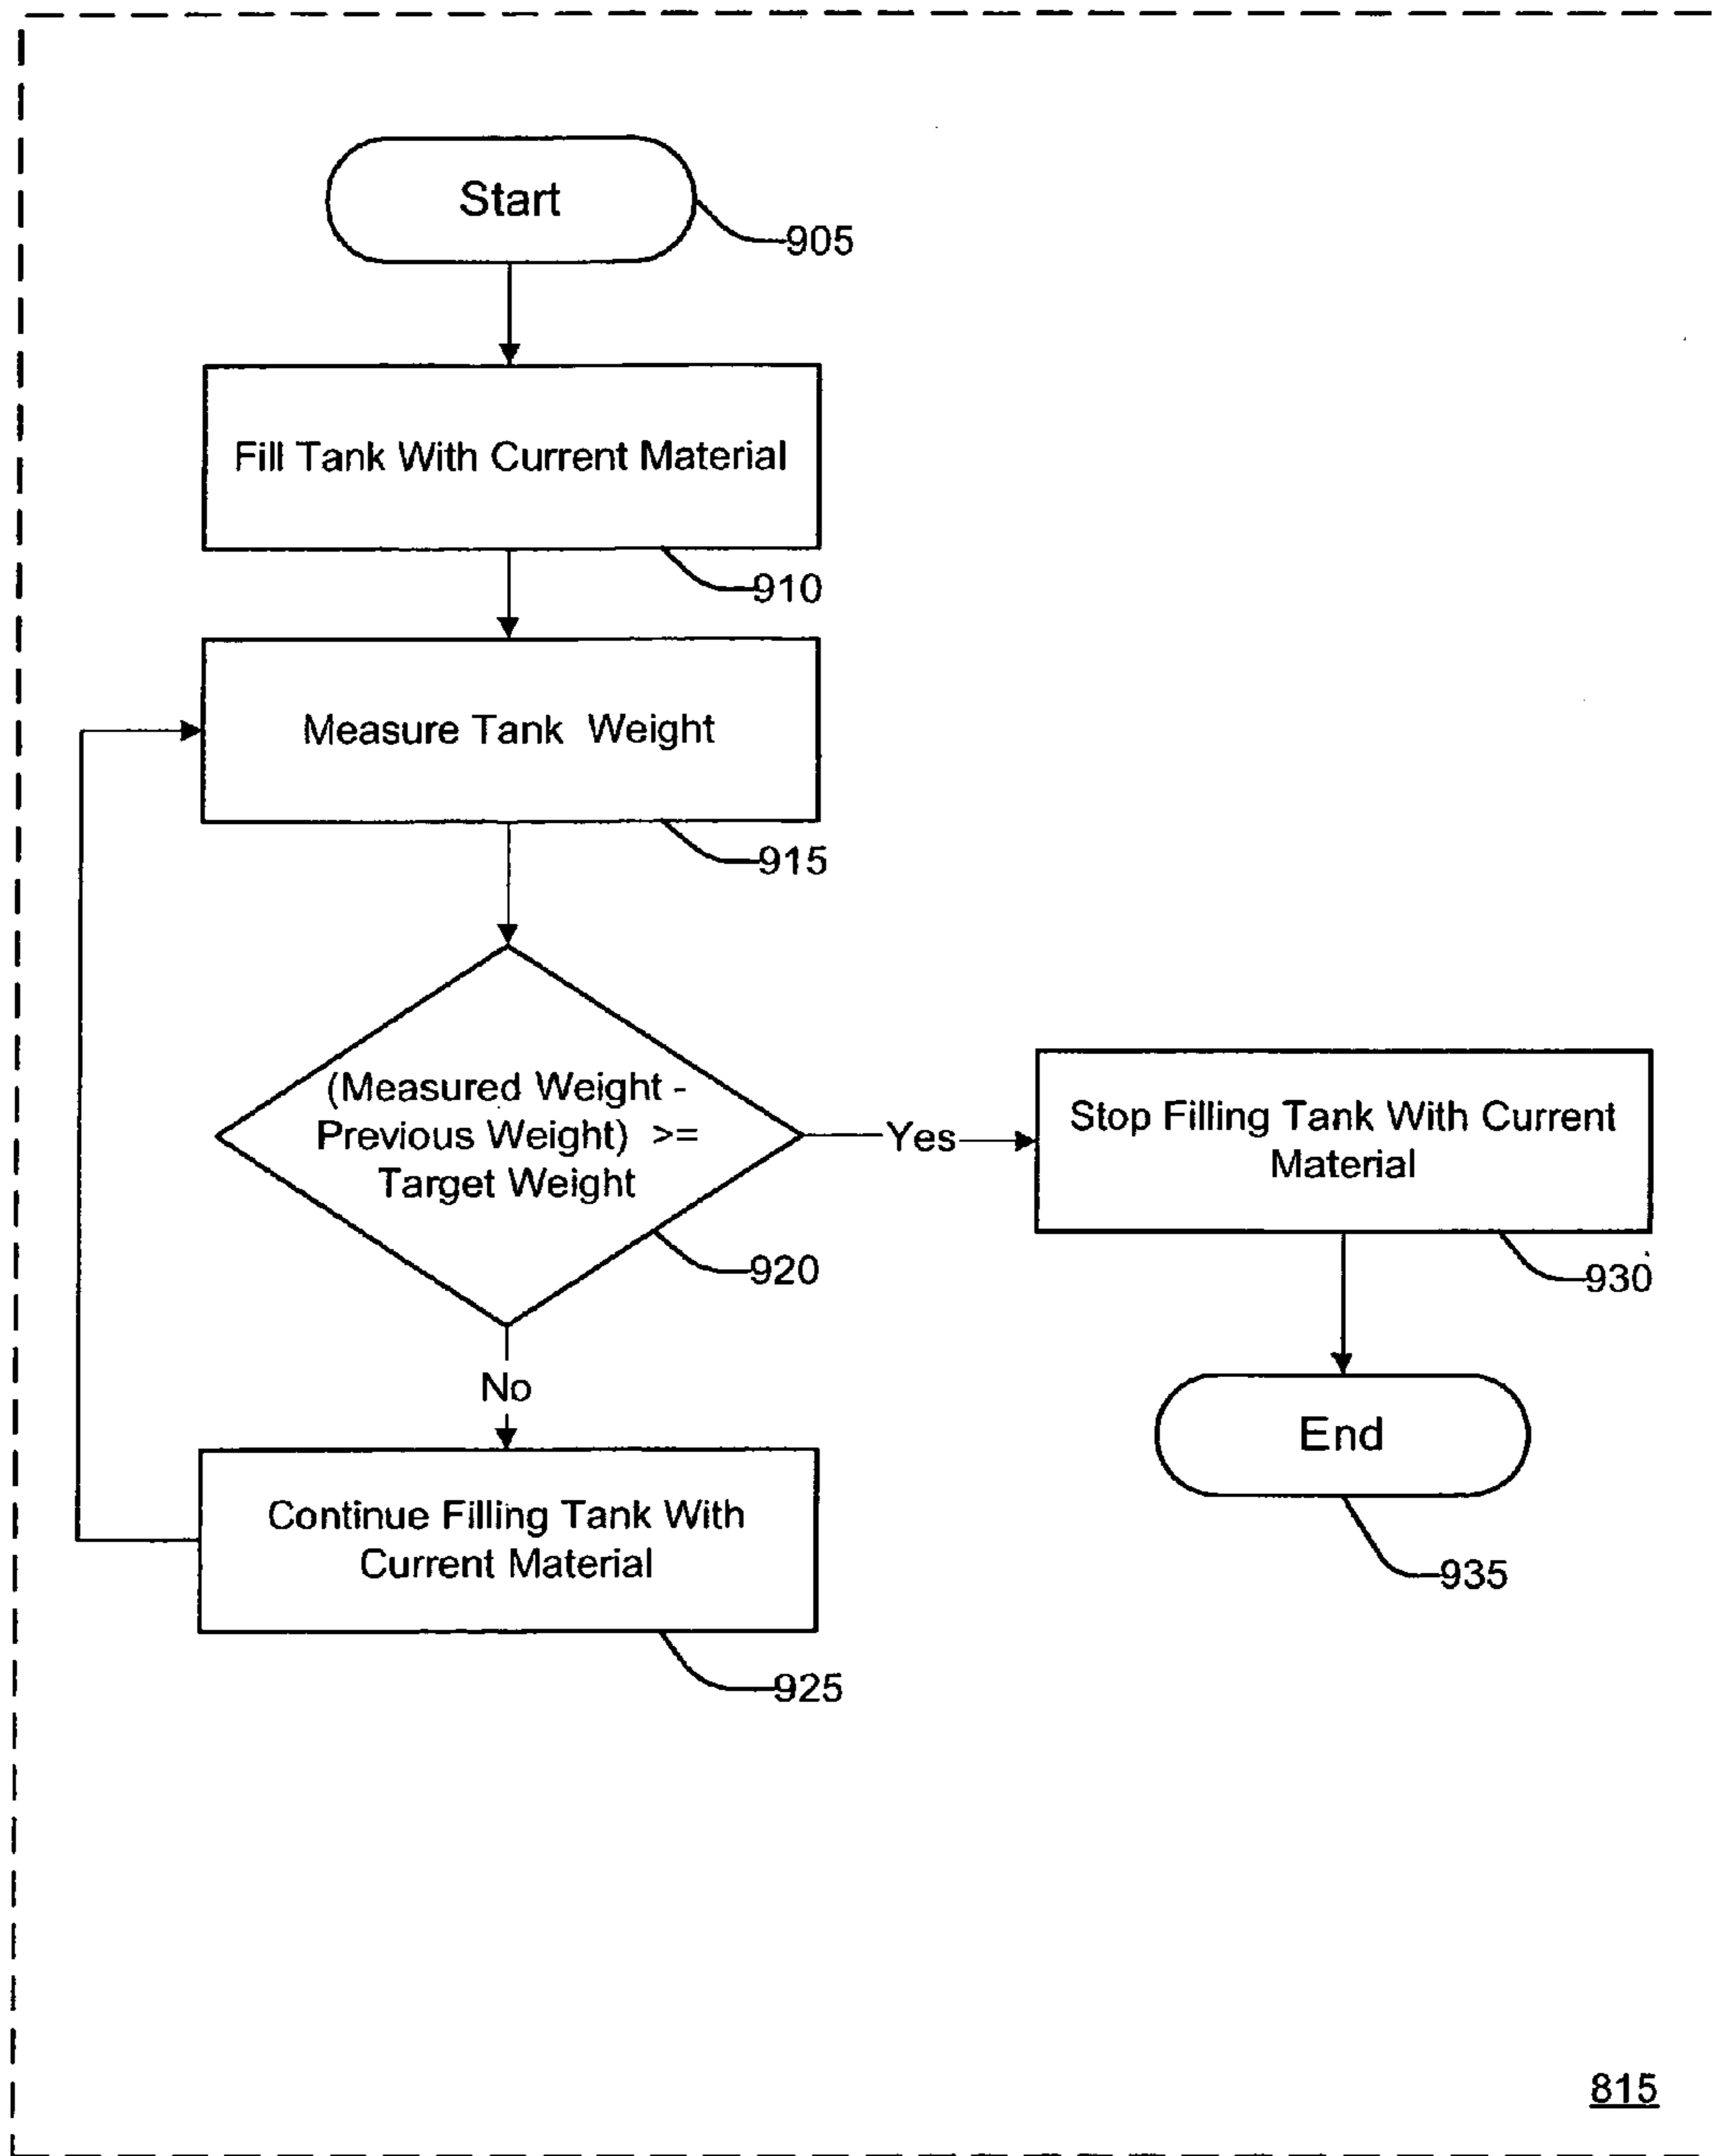 Start
905
Fill Tank With Current Material
910
Measure Tank Weight
915
(Measured Weight -
Previous Weight) >=
Target Weight
920
Yes
Stop Filling Tank With Current
Material
930
No
End
935
Continue Filling Tank With
Current Material
925
815